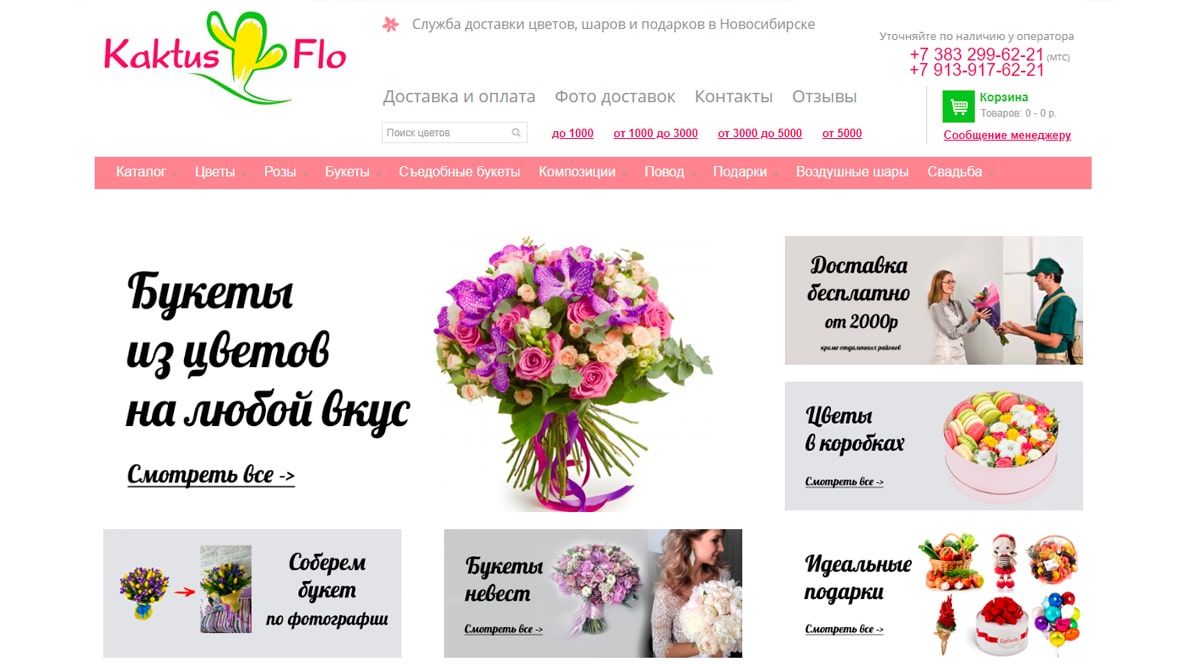 Kaktus Flo
Служба доставки цветов, шаров и подарков в Новосибирске
Уточняйте по наличию у оператора
+7 383 299-62-21 (МТС)
+7 913-917-62-21
Доставка и оплата Фото доставок Контакты Отзывы
Корзина
Товаров: 0 - 0 р.
Поиск цветов
до 1000 от 1000 до 3000 от 3000 до 5000 от 5000
Сообщение менеджеру
Каталог Цветы Розы Букеты Съедобные букеты Композиции Повод Подарки Воздушные шары Свадьба
Букеты
из цветов
на любой вкус
Смотреть все ->
Доставка
бесплатно
от 2000р
кроме отдаленных районов
Цветы
в коробках
Смотреть все ->
Соберем
букет
по фотографии
Букеты
невест
Смотреть все ->
Идеальные
подарки
Смотреть все ->